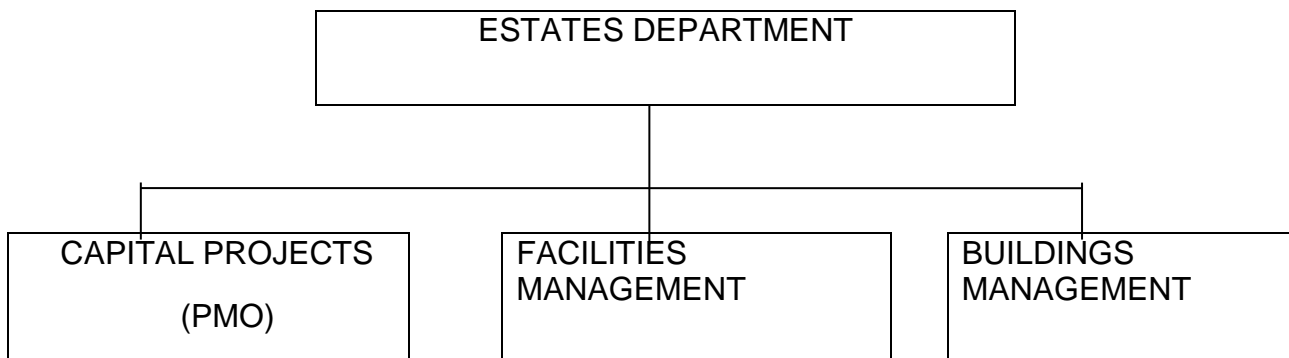 ESTATES DEPARTMENT
CAPITAL PROJECTS
(PMO)
FACILITIES
MANAGEMENT
BUILDINGS
MANAGEMENT